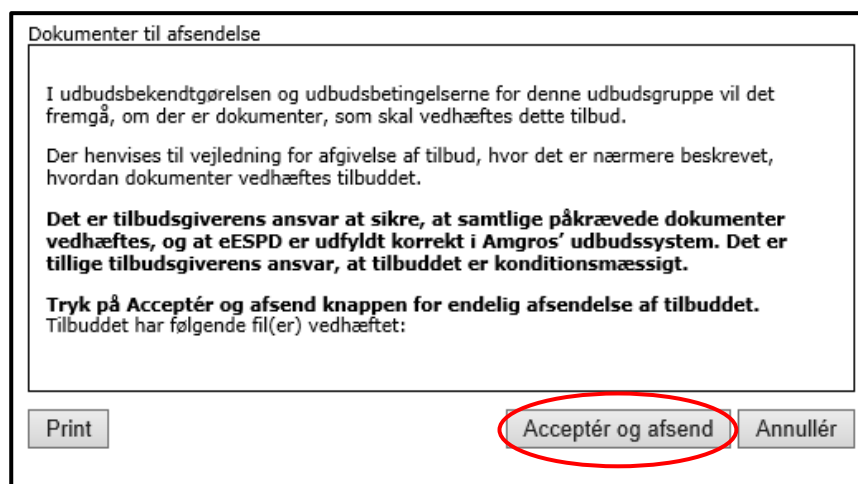 Dokumenter til afsendelse
I udbudsbekendtgørelsen og udbudsbetingelserne for denne udbudsgruppe vil det
fremgå, om der er dokumenter, som skal vedhæftes dette tilbud.
Der henvises til vejledning for afgivelse af tilbud, hvor det er nærmere beskrevet,
hvordan dokumenter vedhæftes tilbuddet.
Det er tilbudsgiverens ansvar at sikre, at samtlige påkrævede dokumenter
vedhæftes, og at eESPD er udfyldt korrekt i Amgros’ udbudssystem. Det er
tillige tilbudsgiverens ansvar, at tilbuddet er konditionsmæssigt.
Tryk på Acceptér og afsend knappen for endelig afsendelse af tilbuddet.
Tilbuddet har følgende fil(er) vedhæftet:
Print Acceptér og afsend Annullér